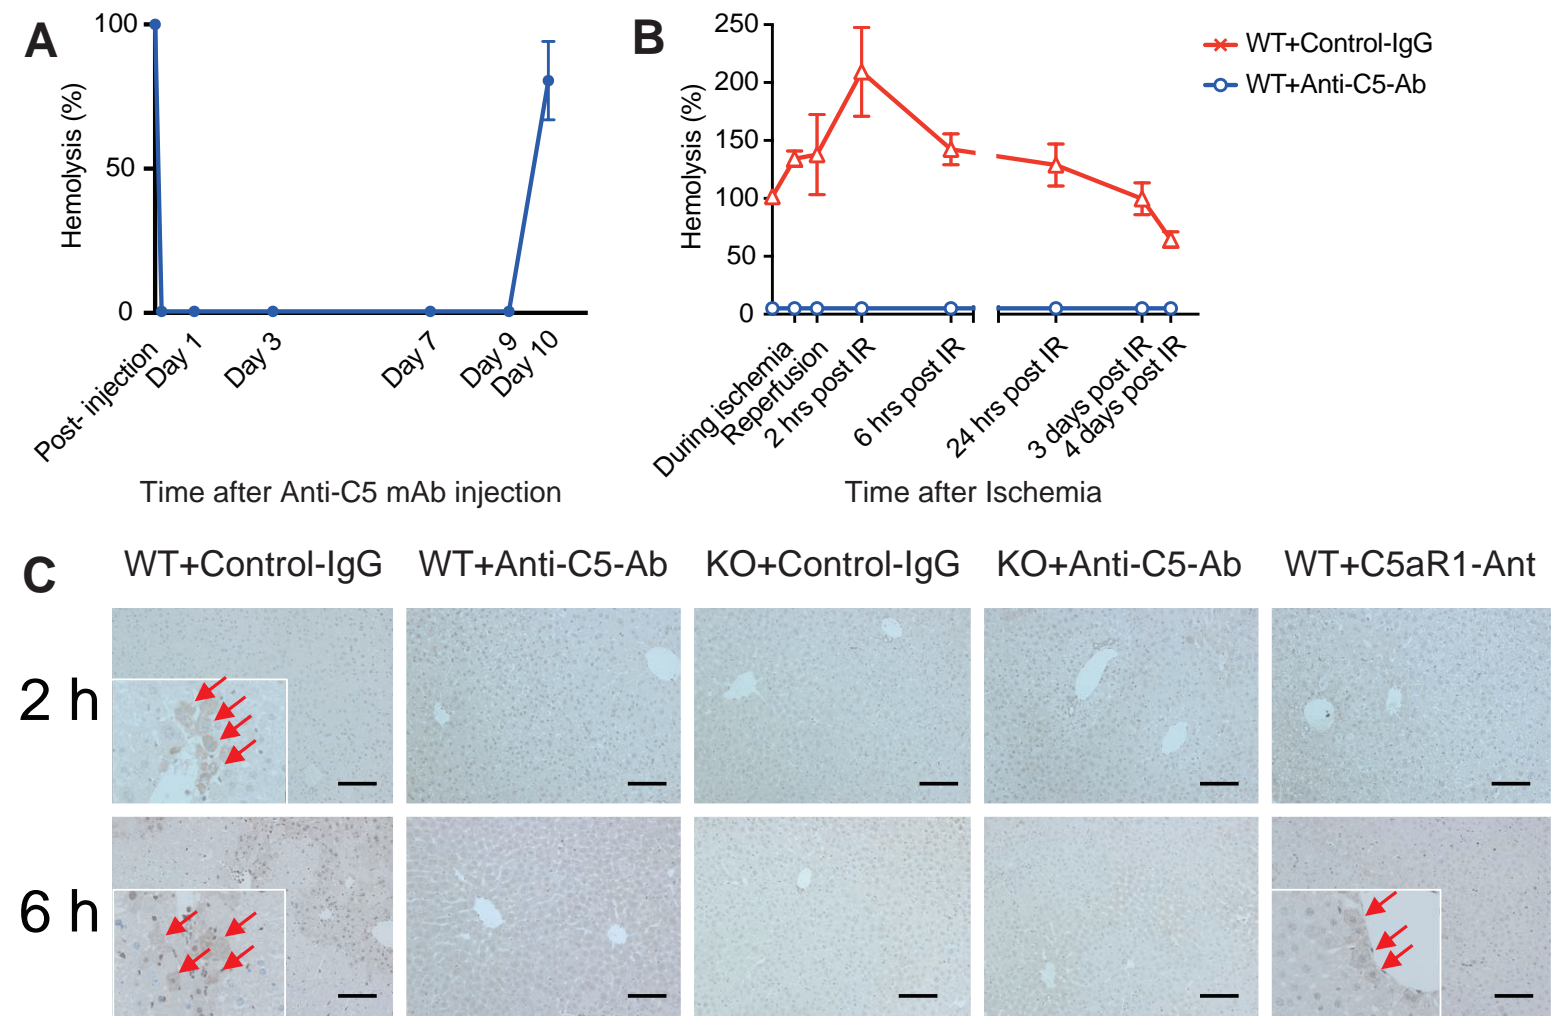 A
Hemolysis (%)
100
50
0
Post- injection
Day 1
Day 3
Day 7
Day 9
Day 10
Time after Anti-C5 mAb injection
B
Hemolysis (%)
250
200
150
100
50
0
During ischemia
Reperfusion
2 hrs post IR
6 hrs post IR
24 hrs post IR
3 days post IR
4 days post IR
Time after Ischemia
WT+Control-IgG
WT+Anti-C5-Ab
C
WT+Control-IgG
WT+Anti-C5-Ab
KO+Control-IgG
KO+Anti-C5-Ab
WT+C5aR1-Ant
2 h
6 h